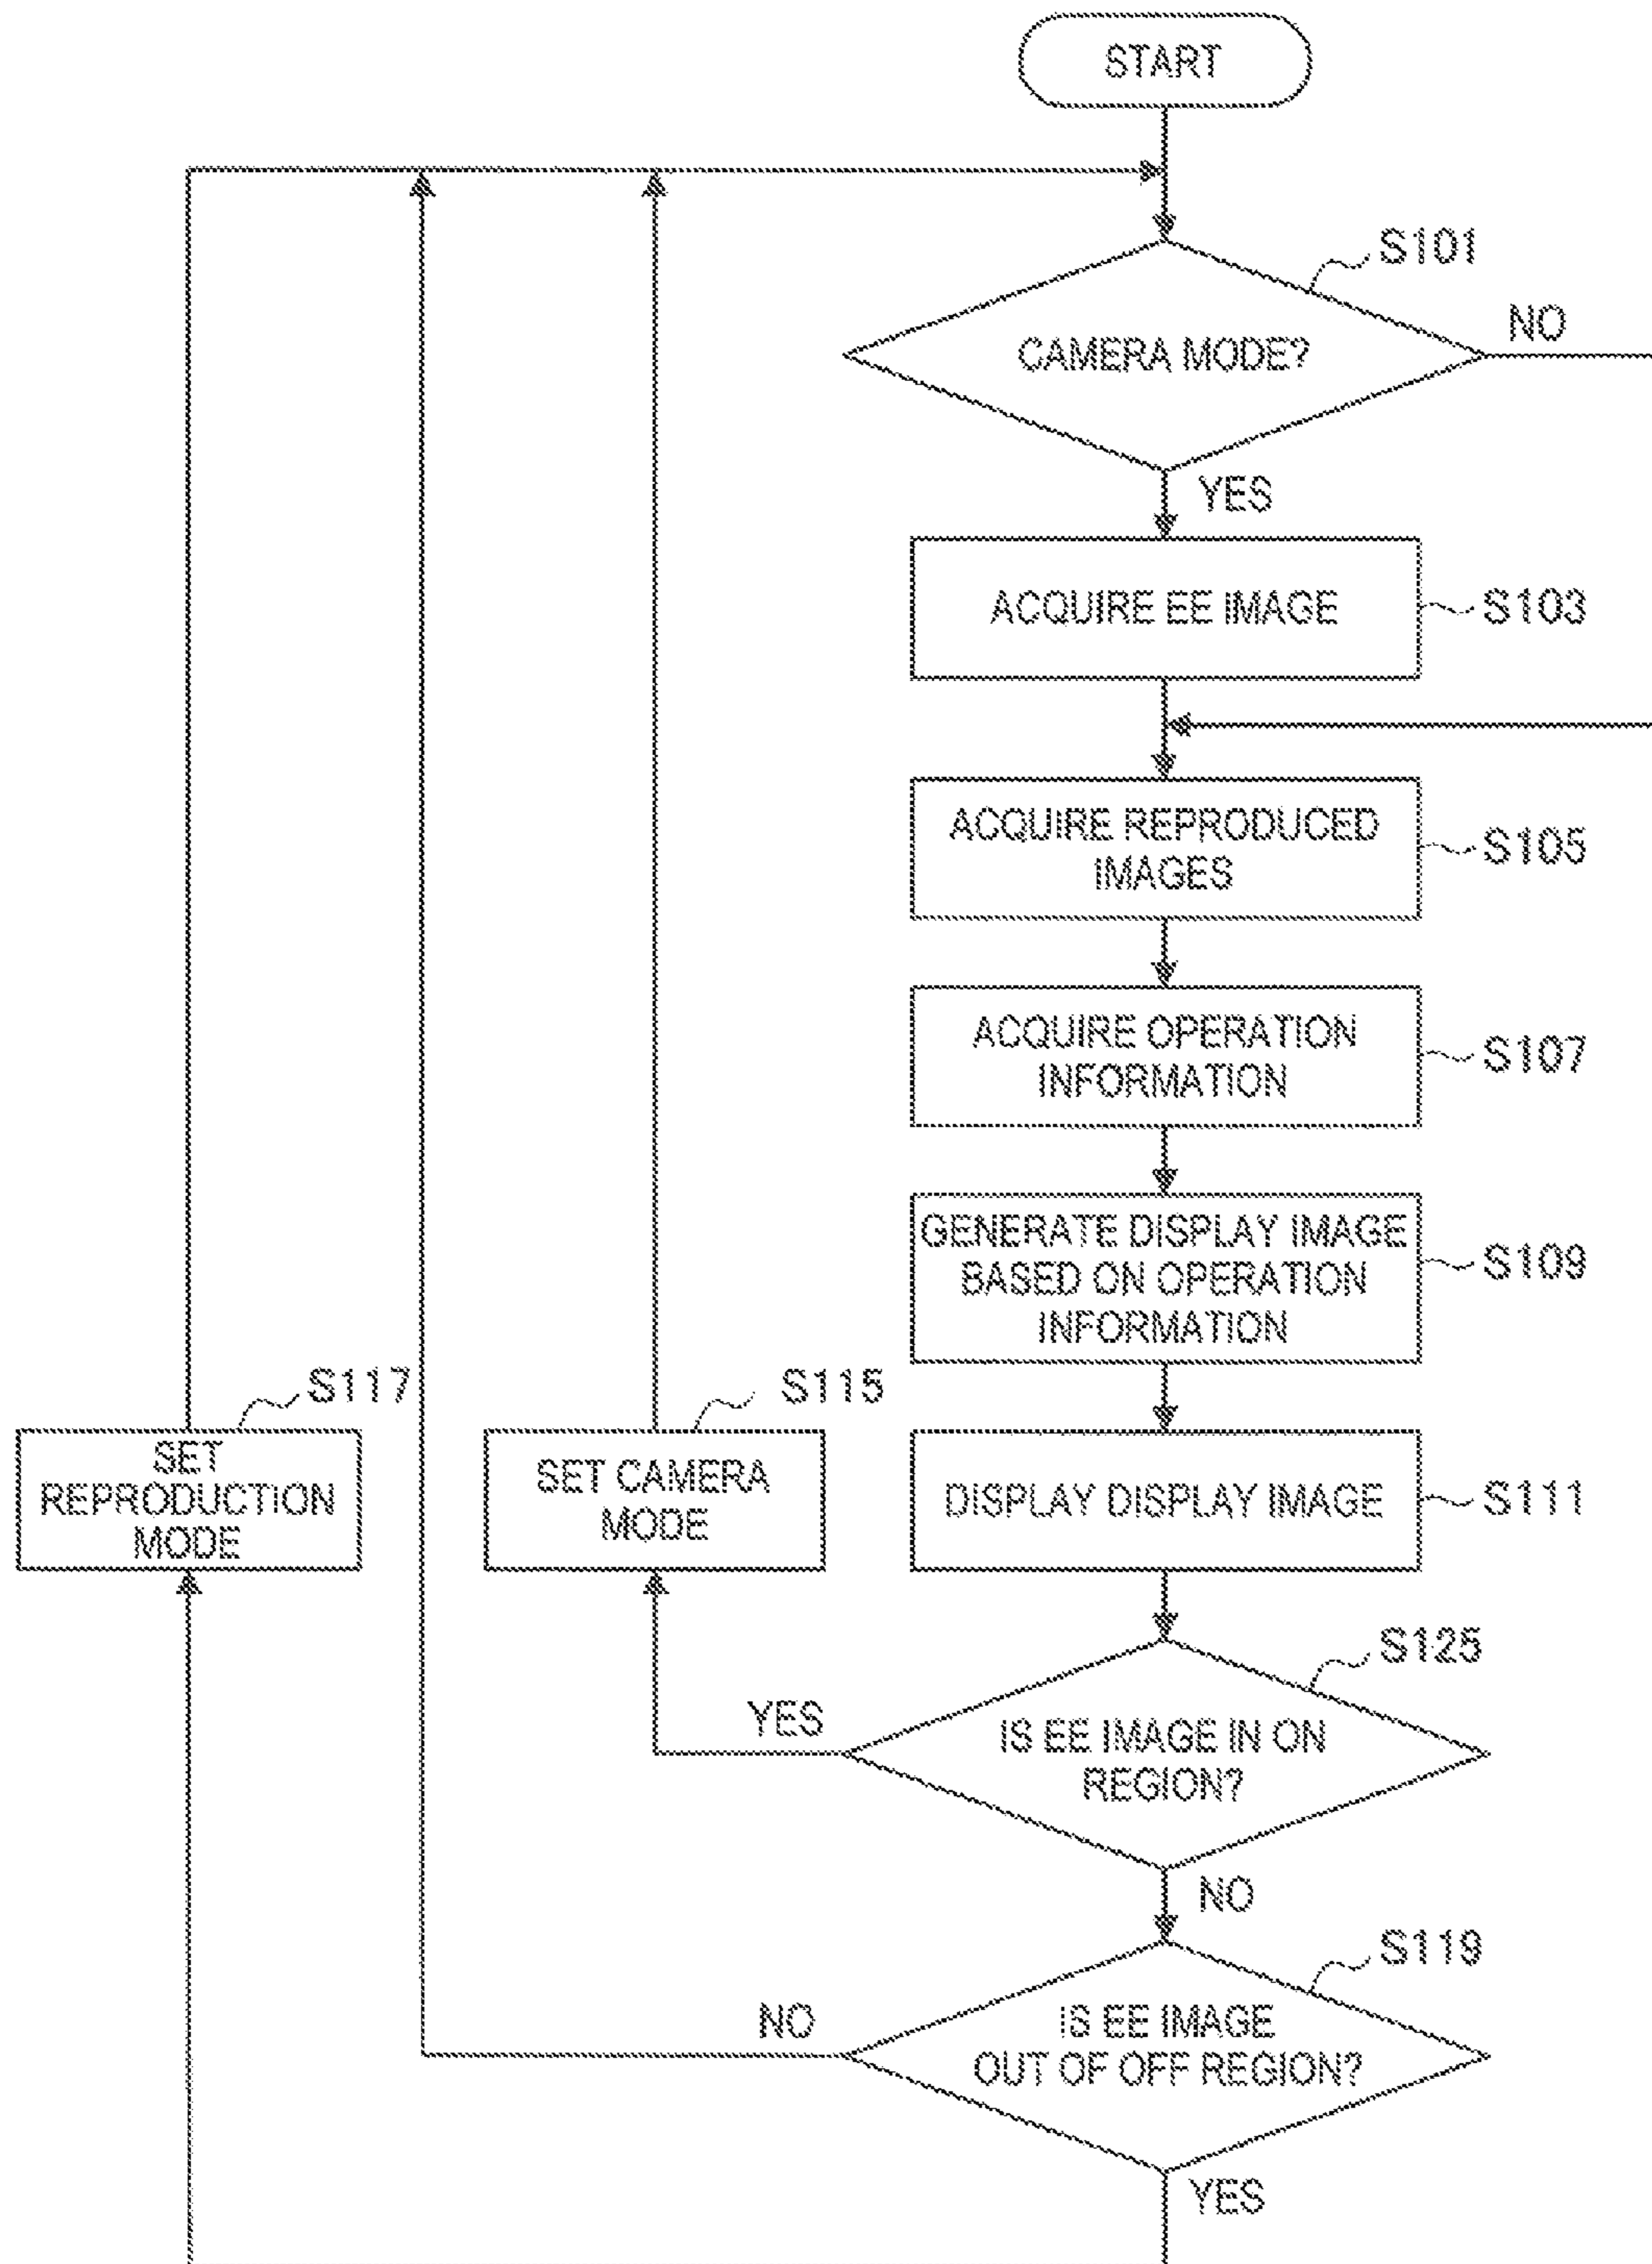 START
S101
CAMERA MODE?
NO
YES
ACQUIRE EE IMAGE
S103
ACQUIRE REPRODUCED
IMAGES
S105
ACQUIRE OPERATION
INFORMATION
S107
GENERATE DISPLAY IMAGE
BASED ON OPERATION
INFORMATION
S109
S117
SET
REPRODUCTION
MODE
S115
SET CAMERA
MODE
DISPLAY DISPLAY IMAGE
S111
S125
YES
IS EE IMAGE IN ON
REGION?
NO
S119
NO
IS EE IMAGE
OUT OF OFF REGION?
YES